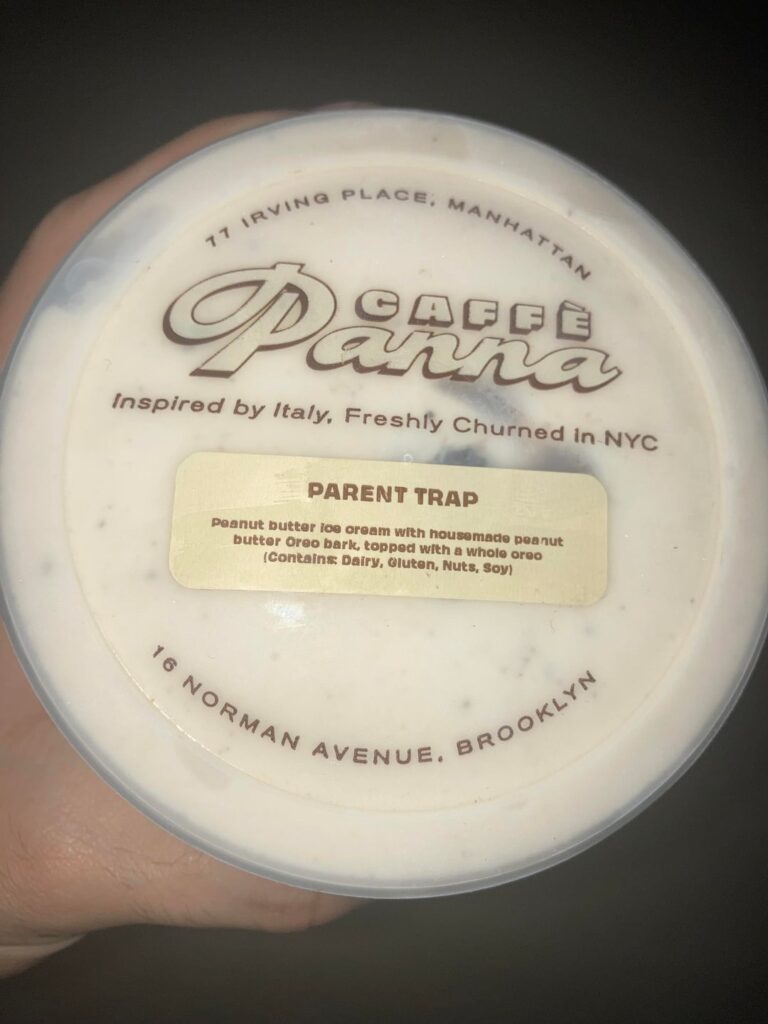 77 IRVING PLACE, MANHATTAN
CAFFÈ
Panna
Inspired by Italy, Freshly Churned in NYC
PARENT TRAP
Peanut butter ice cream with housemade peanut
butter Oreo bark, topped with a whole oreo
(Contains: Dairy, Gluten, Nuts, Soy)
16 NORMAN AVENUE, BROOKLYN